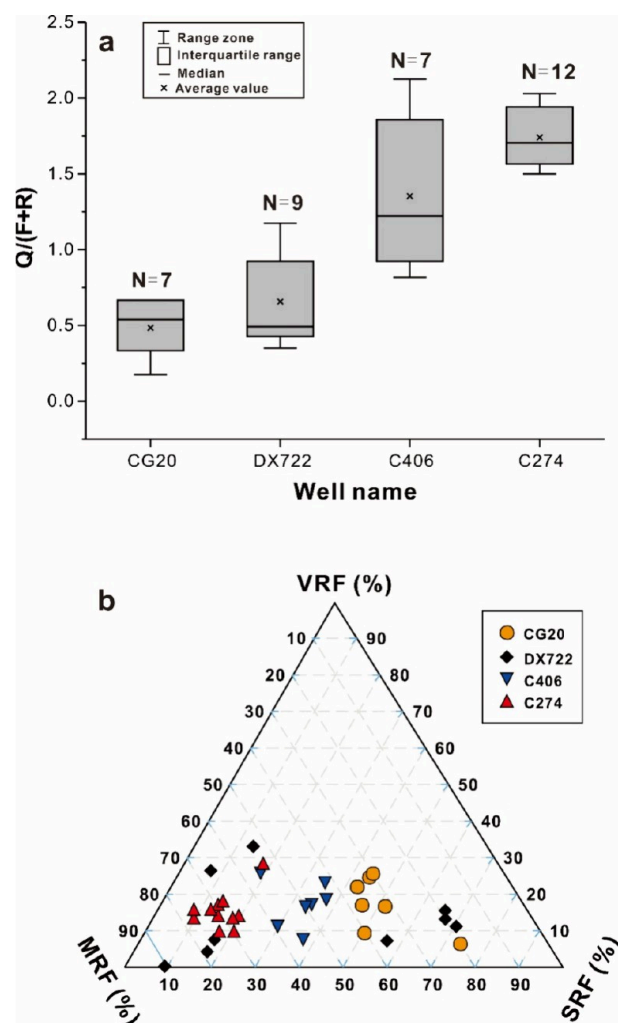 a
Range zone
Interquartile range
Median
Average value
2.5
2.0
1.5
1.0
0.5
0.0
Q/(F+R)
N=7
N=9
N=7
N=12
CG20 DX722 C406 C274
Well name
b
VRF (%)
CG20
DX722
C406
C274
10 90
20 80
30 70
40 60
50 50
60 40
70 30
80 20
90 10
MRF (%)
10 20 30 40 50 60 70 80 90
SRF (%)